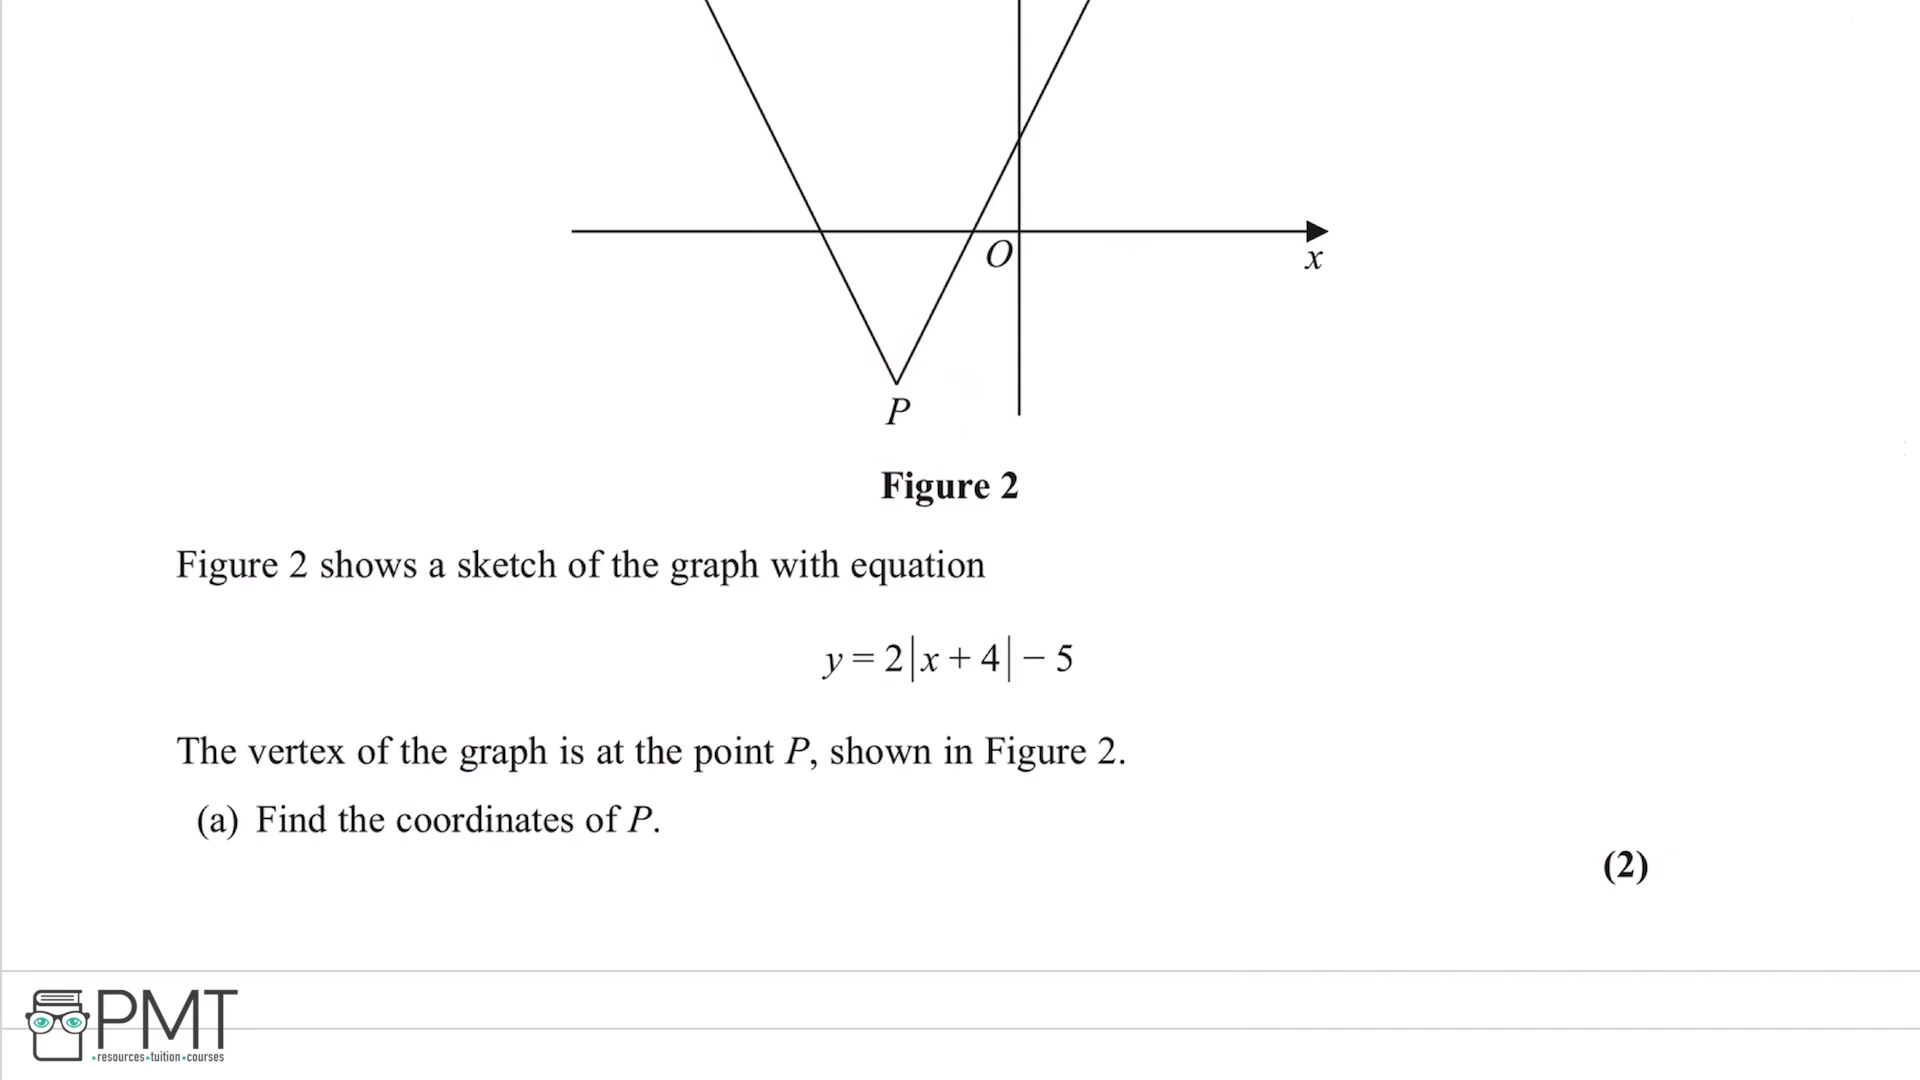 O
x
P
Figure 2
Figure 2 shows a sketch of the graph with equation
y = 2|x + 4| − 5
The vertex of the graph is at the point P, shown in Figure 2.
(a) Find the coordinates of P.
(2)
PMT
•resources•tuition•courses